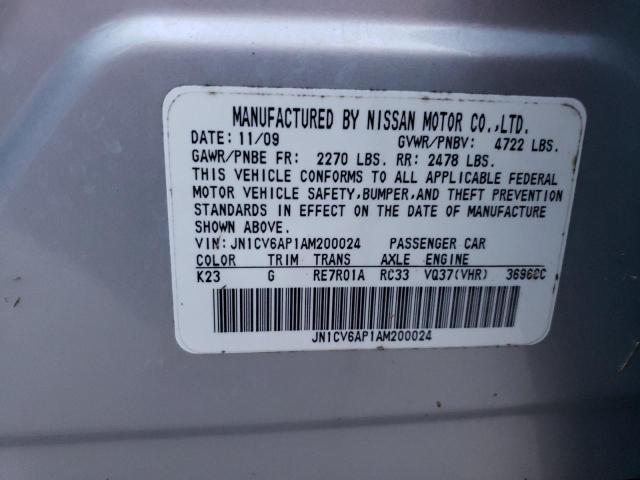 MANUFACTURED BY NISSAN MOTOR CO.,LTD.
DATE: 11/09 GVWR/PNBV: 4722 LBS.
GAWR/PNBE FR: 2270 LBS. RR: 2478 LBS.
THIS VEHICLE CONFORMS TO ALL APPLICABLE FEDERAL
MOTOR VEHICLE SAFETY,BUMPER,AND THEFT PREVENTION
STANDARDS IN EFFECT ON THE DATE OF MANUFACTURE
SHOWN ABOVE.
VIN: JN1CV6AP1AM200024 PASSENGER CAR
COLOR TRIM TRANS AXLE ENGINE
K23 G RE7R01A RC33 VQ37(VHR) 3696CC
JN1CV6AP1AM200024